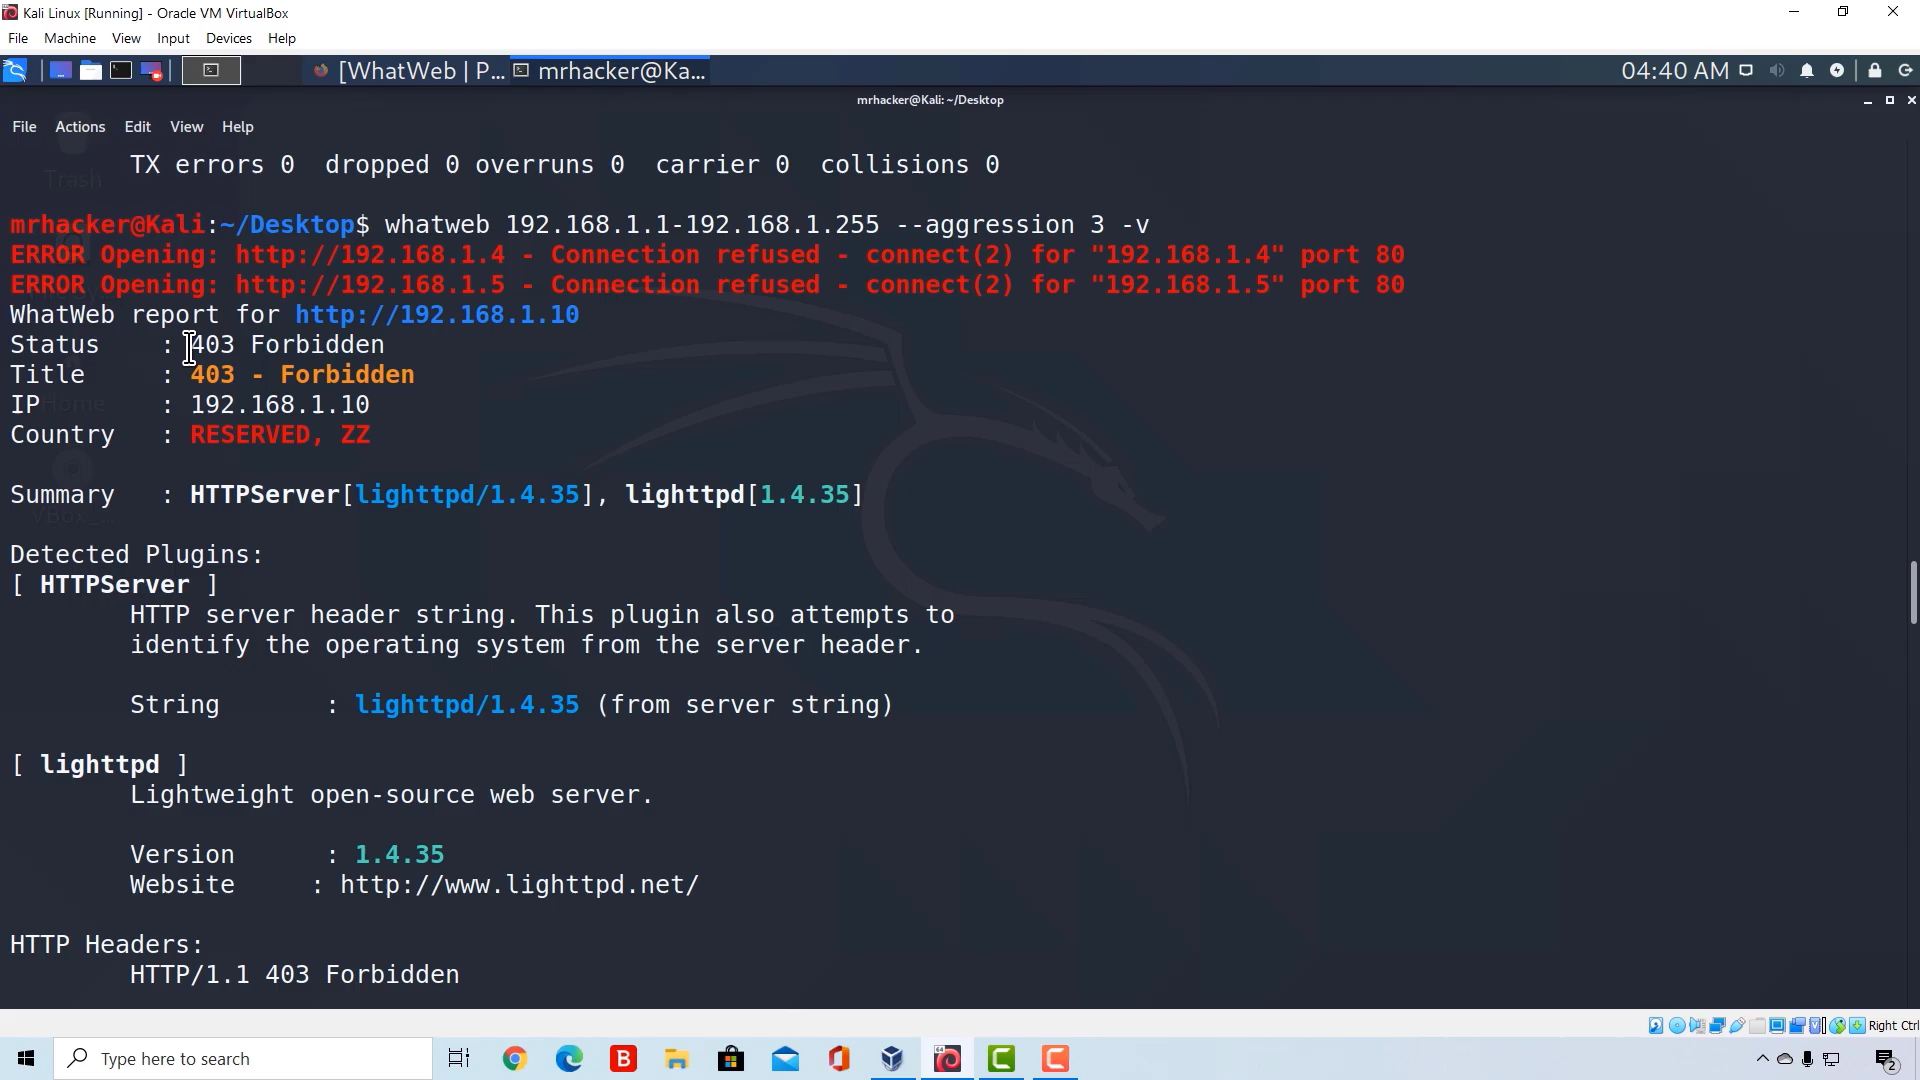 Kali Linux [Running] - Oracle VM VirtualBox
File Machine View Input Devices Help
[WhatWeb | P... mrhacker@Ka... 04:40 AM
mrhacker@Kali: ~/Desktop
File Actions Edit View Help
Trash
TX errors 0 dropped 0 overruns 0 carrier 0 collisions 0
mrhacker@Kali:~/Desktop$ whatweb 192.168.1.1-192.168.1.255 --aggression 3 -v
ERROR Opening: http://192.168.1.4 - Connection refused - connect(2) for "192.168.1.4" port 80
ERROR Opening: http://192.168.1.5 - Connection refused - connect(2) for "192.168.1.5" port 80
WhatWeb report for http://192.168.1.10
Status : 403 Forbidden
Title : 403 - Forbidden
IP : 192.168.1.10
Home
Country : RESERVED, ZZ
Summary : HTTPServer[lighttpd/1.4.35], lighttpd[1.4.35]
Detected Plugins:
[ HTTPServer ]
HTTP server header string. This plugin also attempts to
identify the operating system from the server header.
String : lighttpd/1.4.35 (from server string)
[ lighttpd ]
Lightweight open-source web server.
Version : 1.4.35
Website : http://www.lighttpd.net/
HTTP Headers:
HTTP/1.1 403 Forbidden
Right Ctrl
Type here to search
B
2